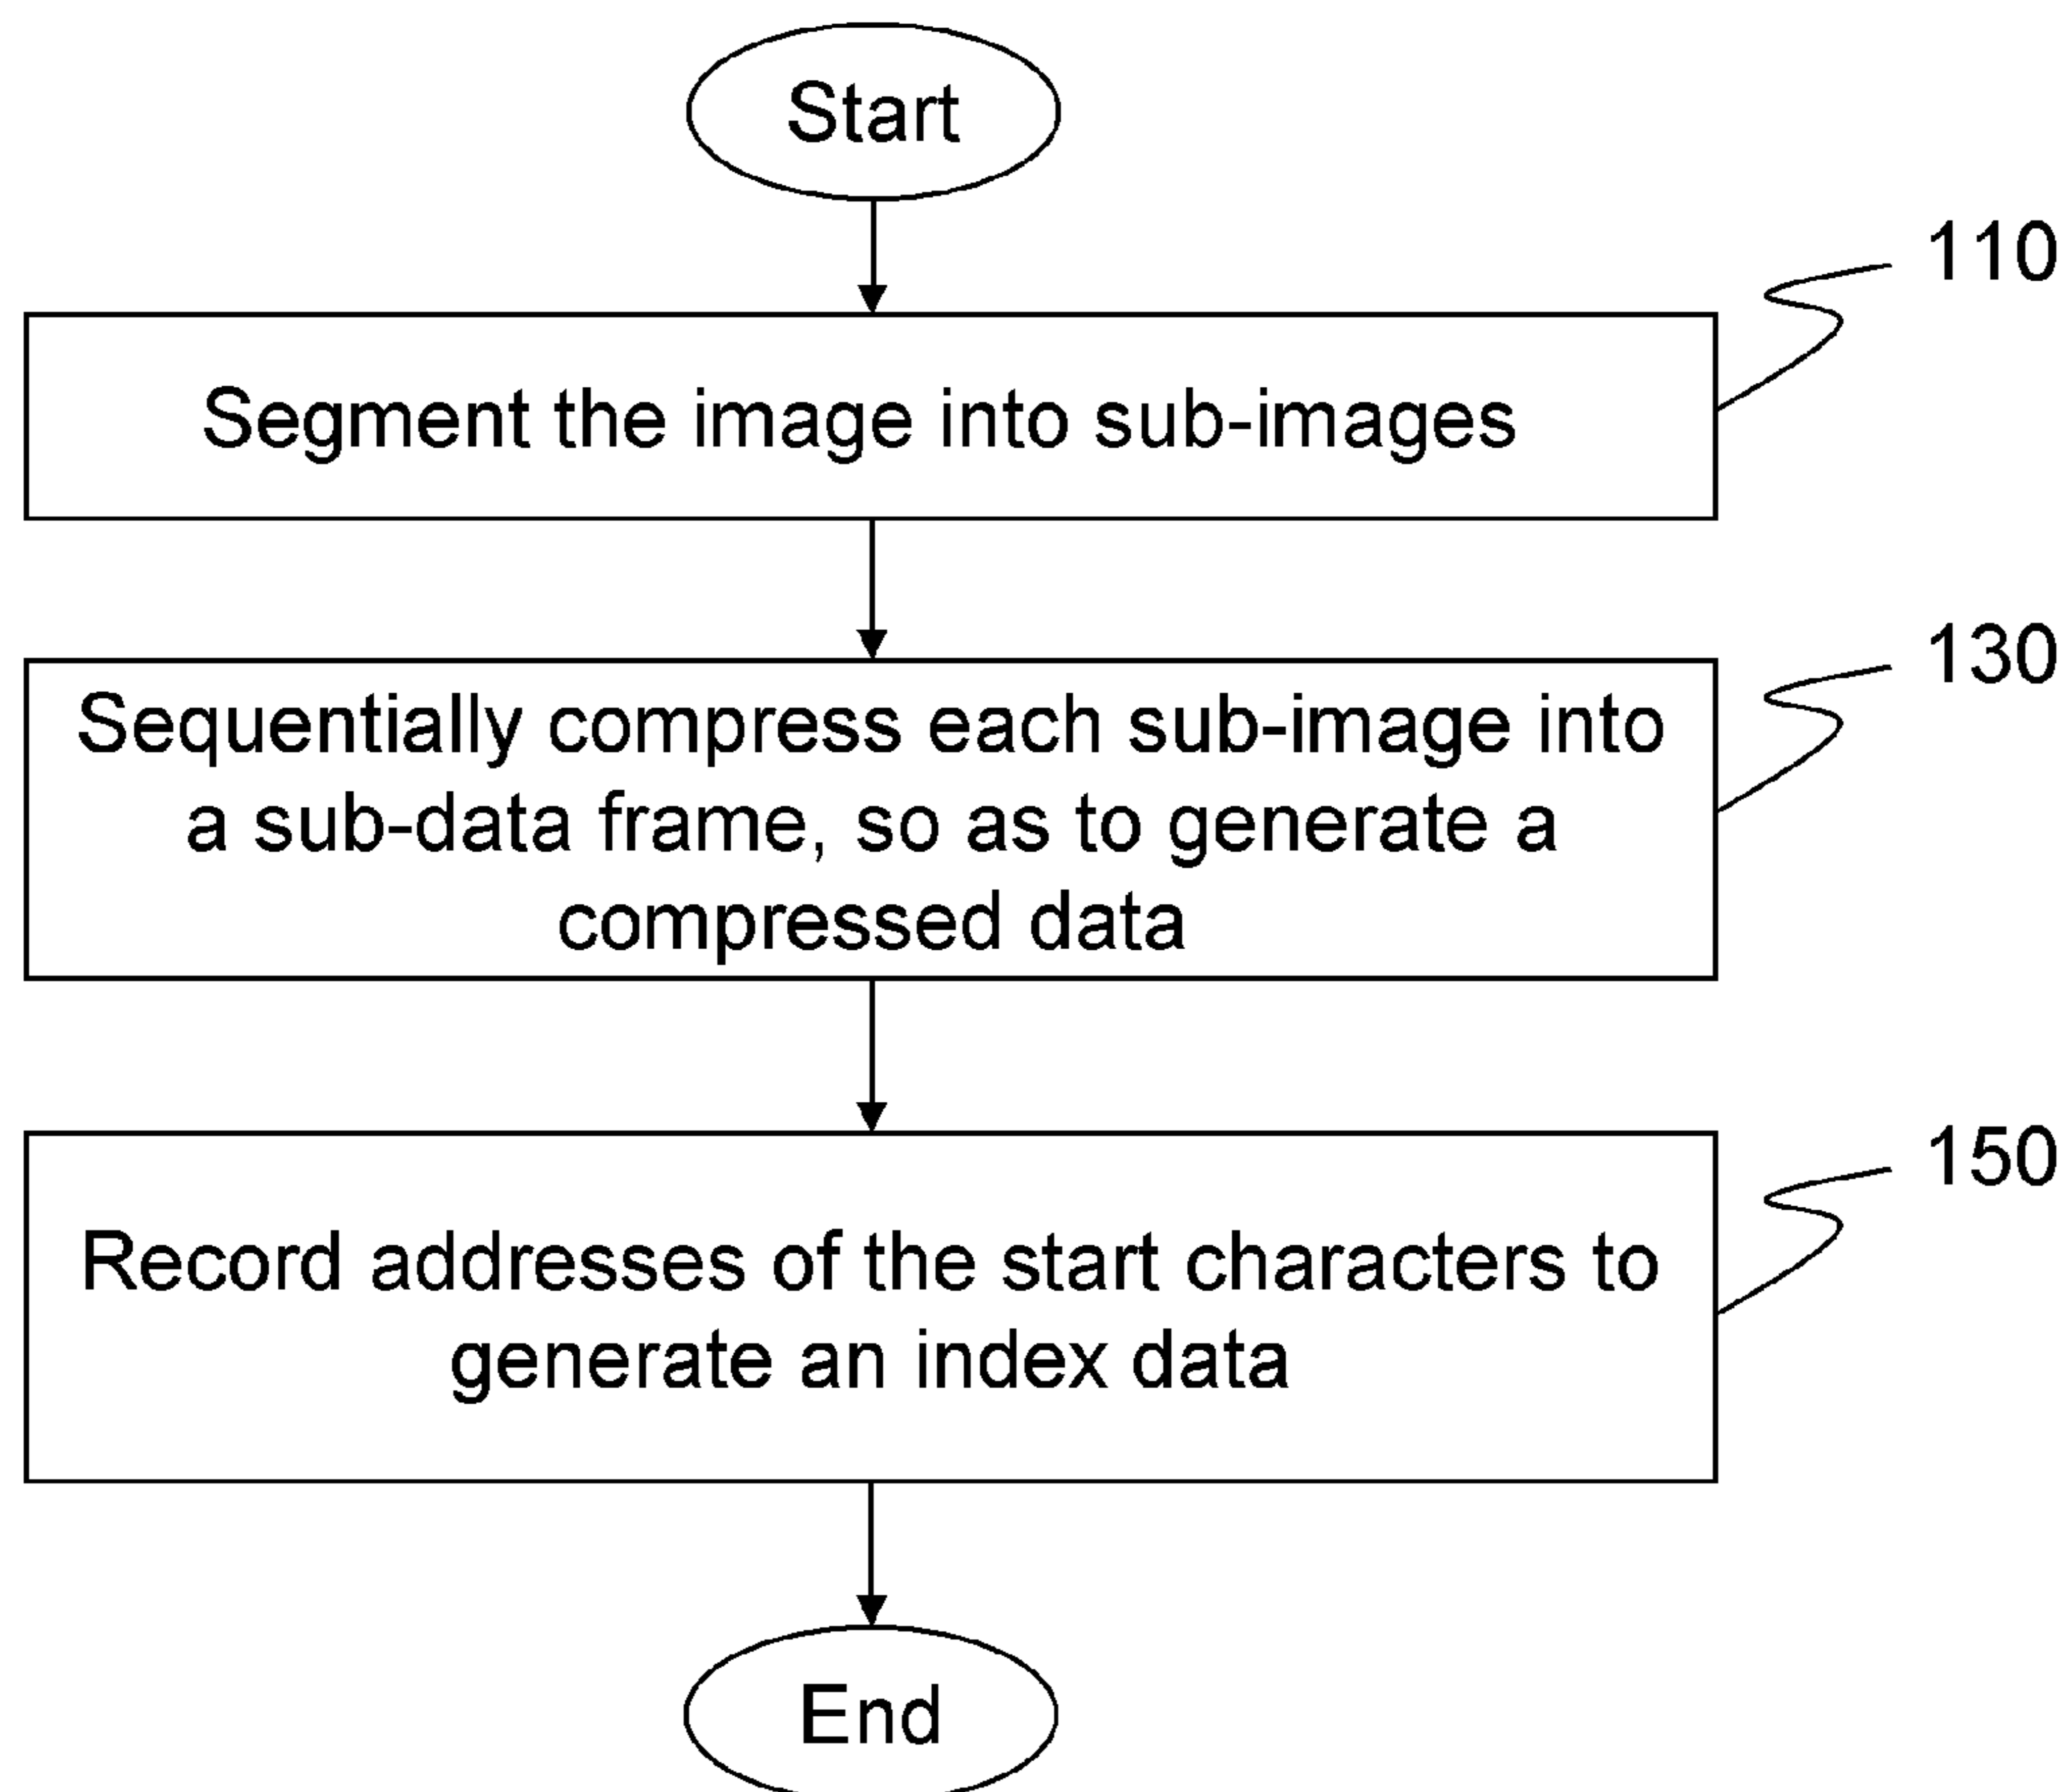 Start
110
Segment the image into sub-images
130
Sequentially compress each sub-image into
a sub-data frame, so as to generate a
compressed data
150
Record addresses of the start characters to
generate an index data
End